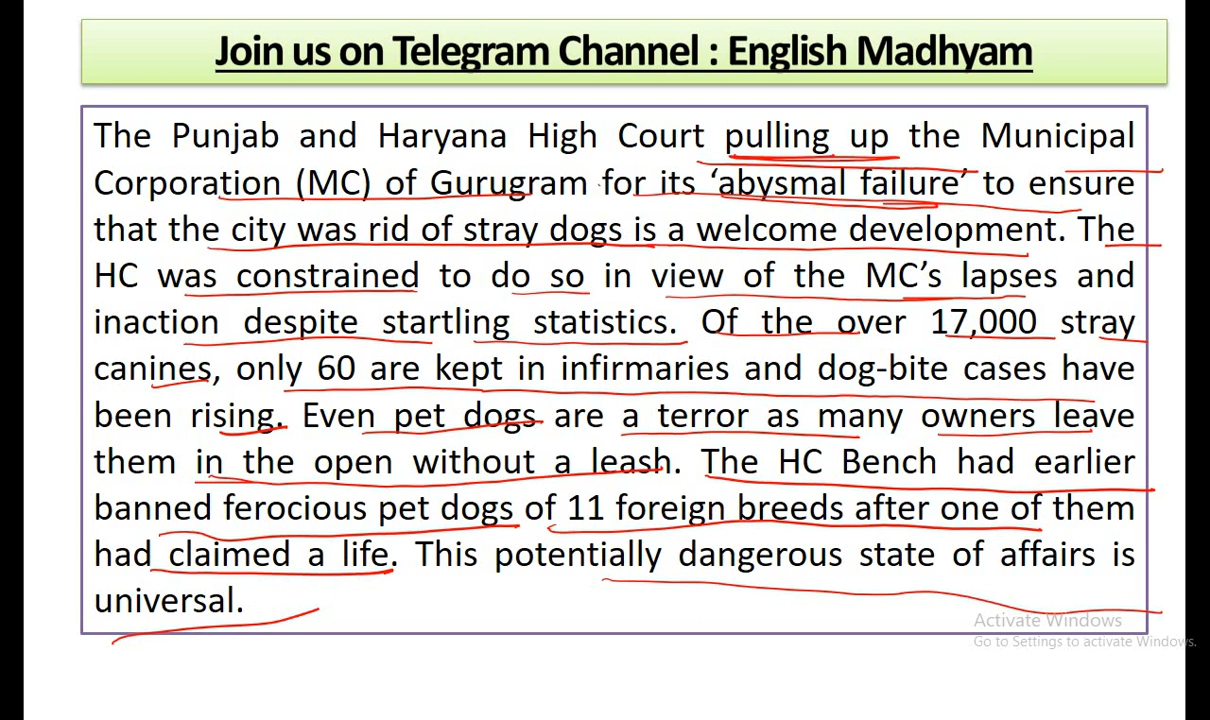 Join us on Telegram Channel : English Madhyam
The Punjab and Haryana High Court pulling up the Municipal
Corporation (MC) of Gurugram for its ‘abysmal failure’ to ensure
that the city was rid of stray dogs is a welcome development. The
HC was constrained to do so in view of the MC’s lapses and
inaction despite startling statistics. Of the over 17,000 stray
canines, only 60 are kept in infirmaries and dog-bite cases have
been rising. Even pet dogs are a terror as many owners leave
them in the open without a leash. The HC Bench had earlier
banned ferocious pet dogs of 11 foreign breeds after one of them
had claimed a life. This potentially dangerous state of affairs is
universal.
Activate Windows
Go to Settings to activate Windows.